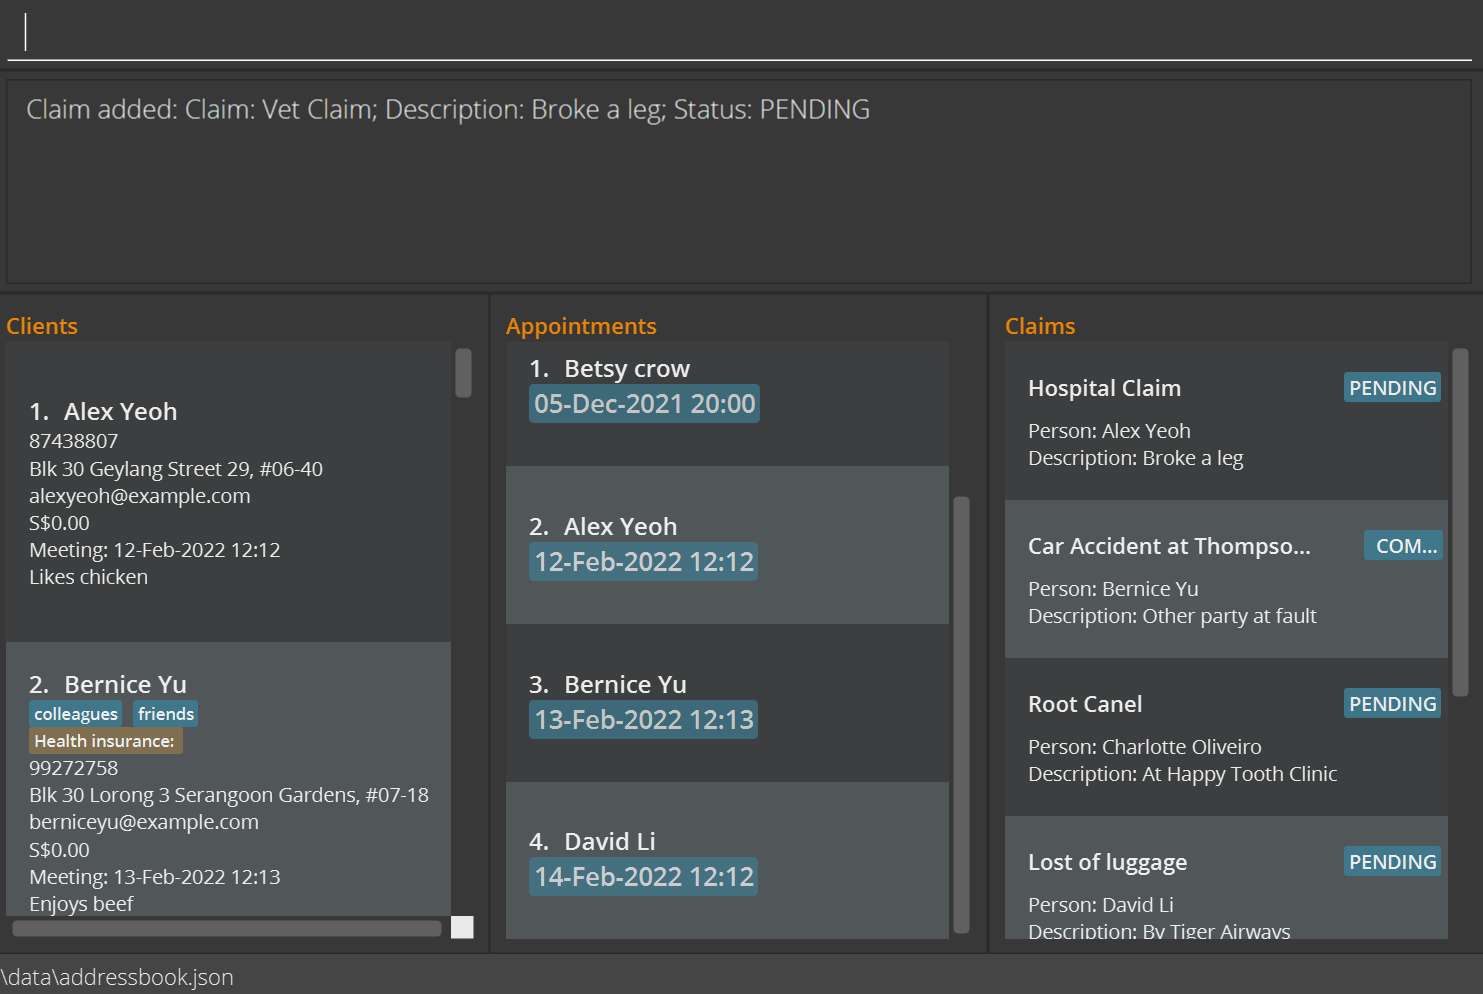 Claim added: Claim: Vet Claim; Description: Broke a leg; Status: PENDING
Clients
1. Alex Yeoh
87438807
Blk 30 Geylang Street 29, #06-40
alexyeoh@example.com
S$0.00
Meeting: 12-Feb-2022 12:12
Likes chicken
2. Bernice Yu
colleagues friends
Health insurance:
99272758
Blk 30 Lorong 3 Serangoon Gardens, #07-18
berniceyu@example.com
S$0.00
Meeting: 13-Feb-2022 12:13
Enjoys beef
Appointments
1. Betsy crow
05-Dec-2021 20:00
2. Alex Yeoh
12-Feb-2022 12:12
3. Bernice Yu
13-Feb-2022 12:13
4. David Li
14-Feb-2022 12:12
Claims
Hospital Claim PENDING
Person: Alex Yeoh
Description: Broke a leg
Car Accident at Thompso... COM...
Person: Bernice Yu
Description: Other party at fault
Root Canel PENDING
Person: Charlotte Oliveiro
Description: At Happy Tooth Clinic
Lost of luggage PENDING
Person: David Li
Description: By Tiger Airways
\data\addressbook.json